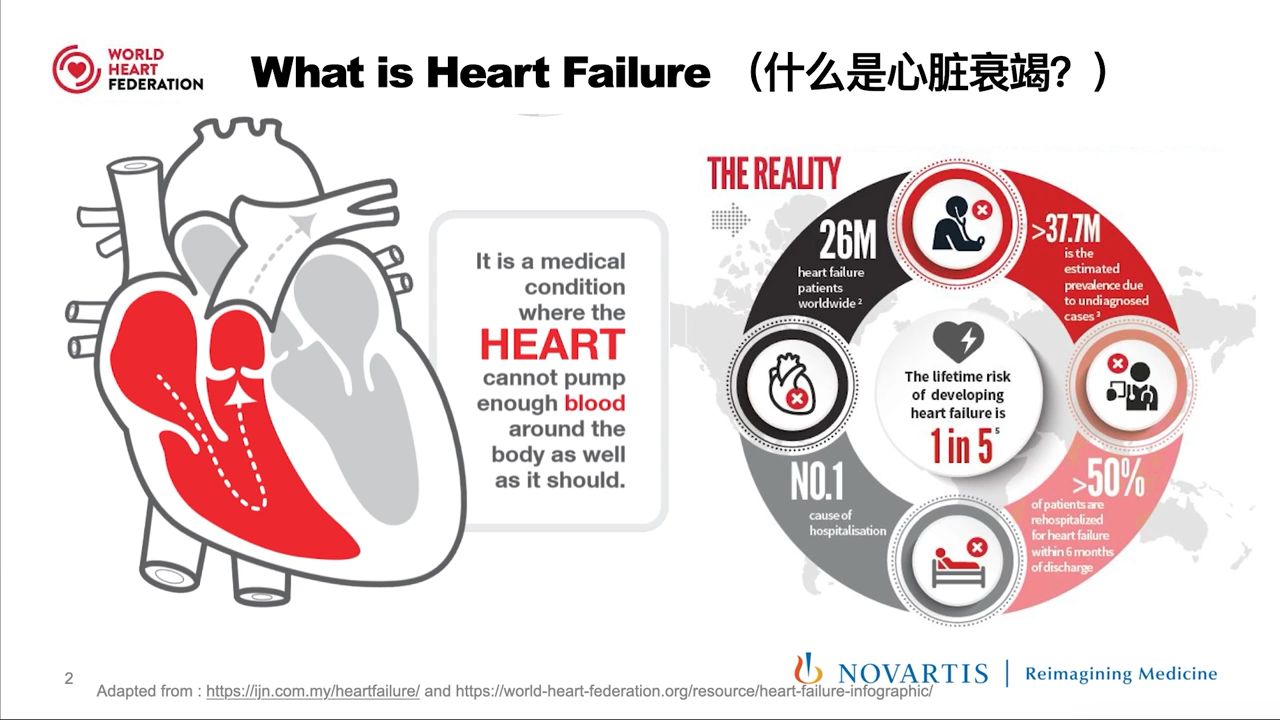 WORLD
HEART
FEDERATION
What is Heart Failure （什么是心脏衰竭？）
It is a medical
condition
where the
HEART
cannot pump
enough blood
around the
body as well
as it should.
THE REALITY
26M
heart failure
patients
worldwide 2
>37.7M
is the
estimated
prevalence due
to undiagnosed
cases 3
The lifetime risk
of developing
heart failure is
1 in 5 5
NO.1
cause of
hospitalisation
>50%
of patients are
rehospitalized
for heart failure
within 6 months
of discharge
2
Adapted from : https://ijn.com.my/heartfailure/ and https://world-heart-federation.org/resource/heart-failure-infographic/
NOVARTIS | Reimagining Medicine